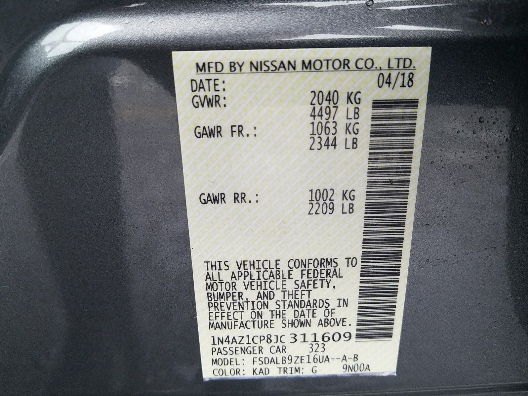 MFD BY NISSAN MOTOR CO., LTD.
DATE: 04/18
GVWR: 2040 KG
4497 LB
GAWR FR.: 1063 KG
2344 LB
GAWR RR.: 1002 KG
2209 LB
THIS VEHICLE CONFORMS TO
ALL APPLICABLE FEDERAL
MOTOR VEHICLE SAFETY,
BUMPER, AND THEFT
PREVENTION STANDARDS IN
EFFECT ON THE DATE OF
MANUFACTURE SHOWN ABOVE.
1N4AZ1CP8JC311609
PASSENGER CAR 323
MODEL: FSDALB9ZE16UA--A-B
COLOR: KAD TRIM: G 9N00A